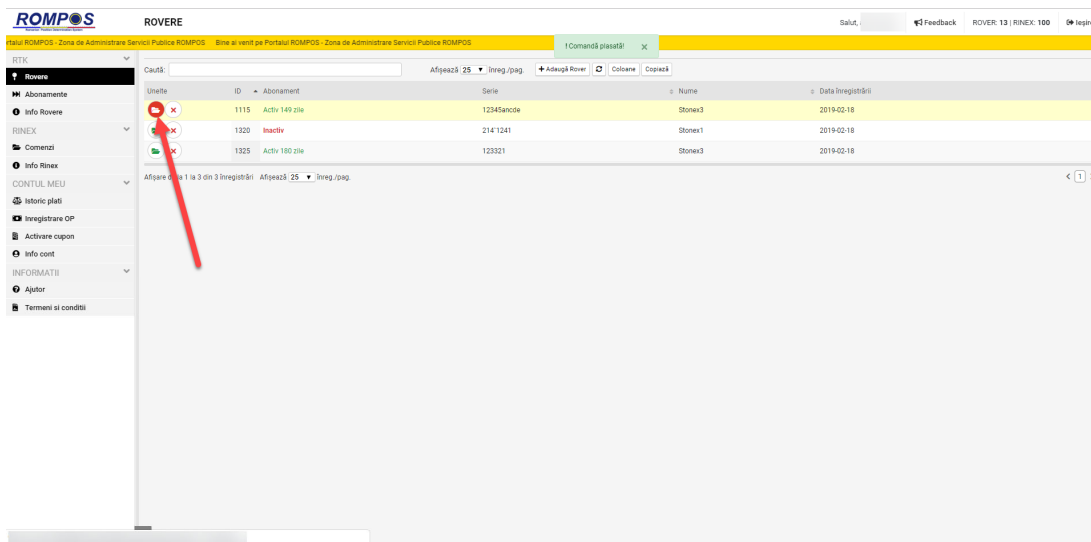 ROMPOS
ROVERE
Salut,
Feedback
ROVER: 13 | RINEX: 100
Ieșire
rtalul ROMPOS - Zona de Administrare Servicii Publice ROMPOS Bine ai venit pe Portalul ROMPOS - Zona de Administrare Servicii Publice ROMPOS
! Comandă plasată! ×
RTK
Rovere
Abonamente
Info Rovere
RINEX
Comenzi
Info Rinex
CONTUL MEU
Istoric plati
Inregistrare OP
Activare cupon
Info cont
INFORMATII
Ajutor
Termeni si conditii
Caută:
Afișează 25 înreg./pag.
+ Adaugă Rover
Coloane
Copiază
Unelte ID Abonament Serie Nume Data înregistrării
1115 Activ 149 zile 12345ancde Stonex3 2019-02-18
1320 Inactiv 214`1241 Stonex1 2019-02-18
1325 Activ 180 zile 123321 Stonex3 2019-02-18
Afișare de la 1 la 3 din 3 înregistrări Afișează 25 înreg./pag.
1